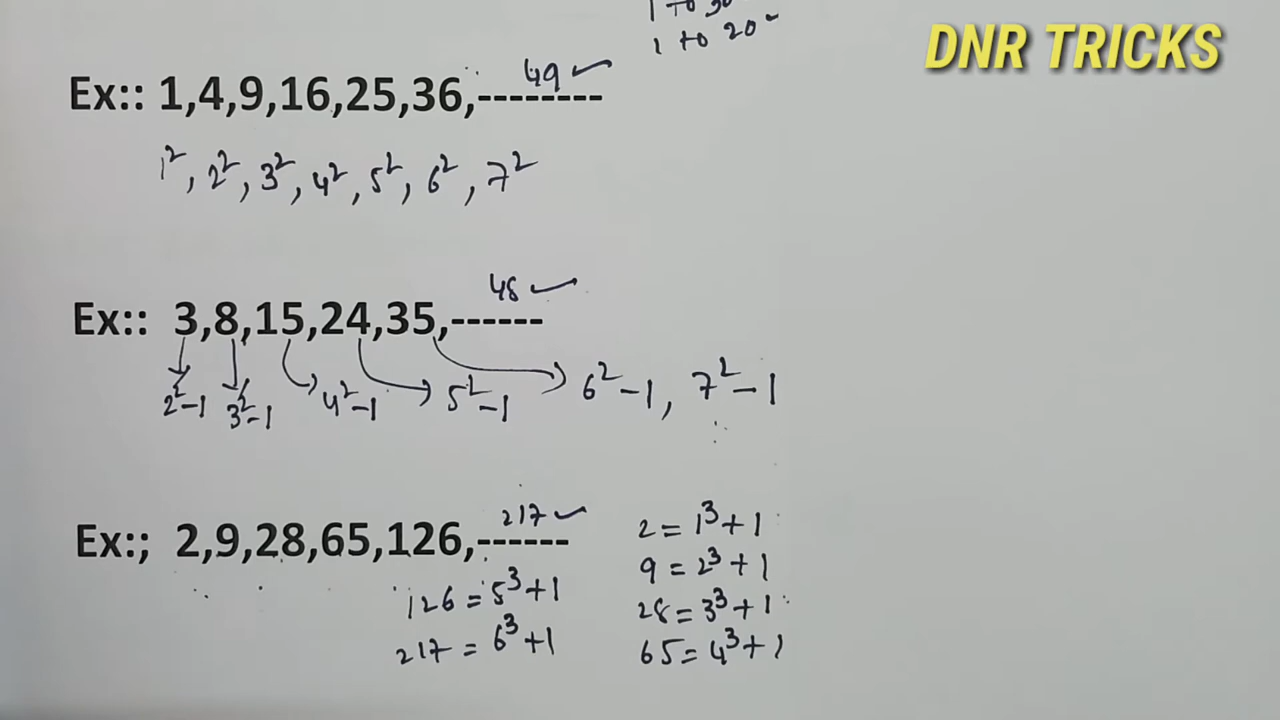 1 to 30
1 to 20
DNR TRICKS
49
Ex:: 1,4,9,16,25,36,--------
1², 2², 3², 4², 5², 6², 7²
48
Ex:: 3,8,15,24,35,------
2²-1 3²-1 4²-1 5²-1 6²-1, 7²-1
217
Ex:; 2,9,28,65,126,------
126 = 5³+1
217 = 6³+1
2 = 1³+1
9 = 2³+1
28 = 3³+1
65 = 4³+1